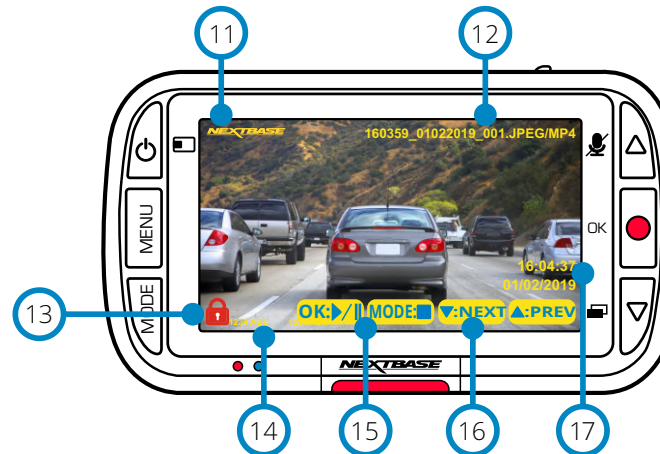 11
12
NEXTBASE
160359_01022019_001.JPEG/MP4
MENU
OK
MODE
16:04:37
01/02/2019
13
OK: MODE: :NEXT :PREV
NEXTBASE
17
14
15
16